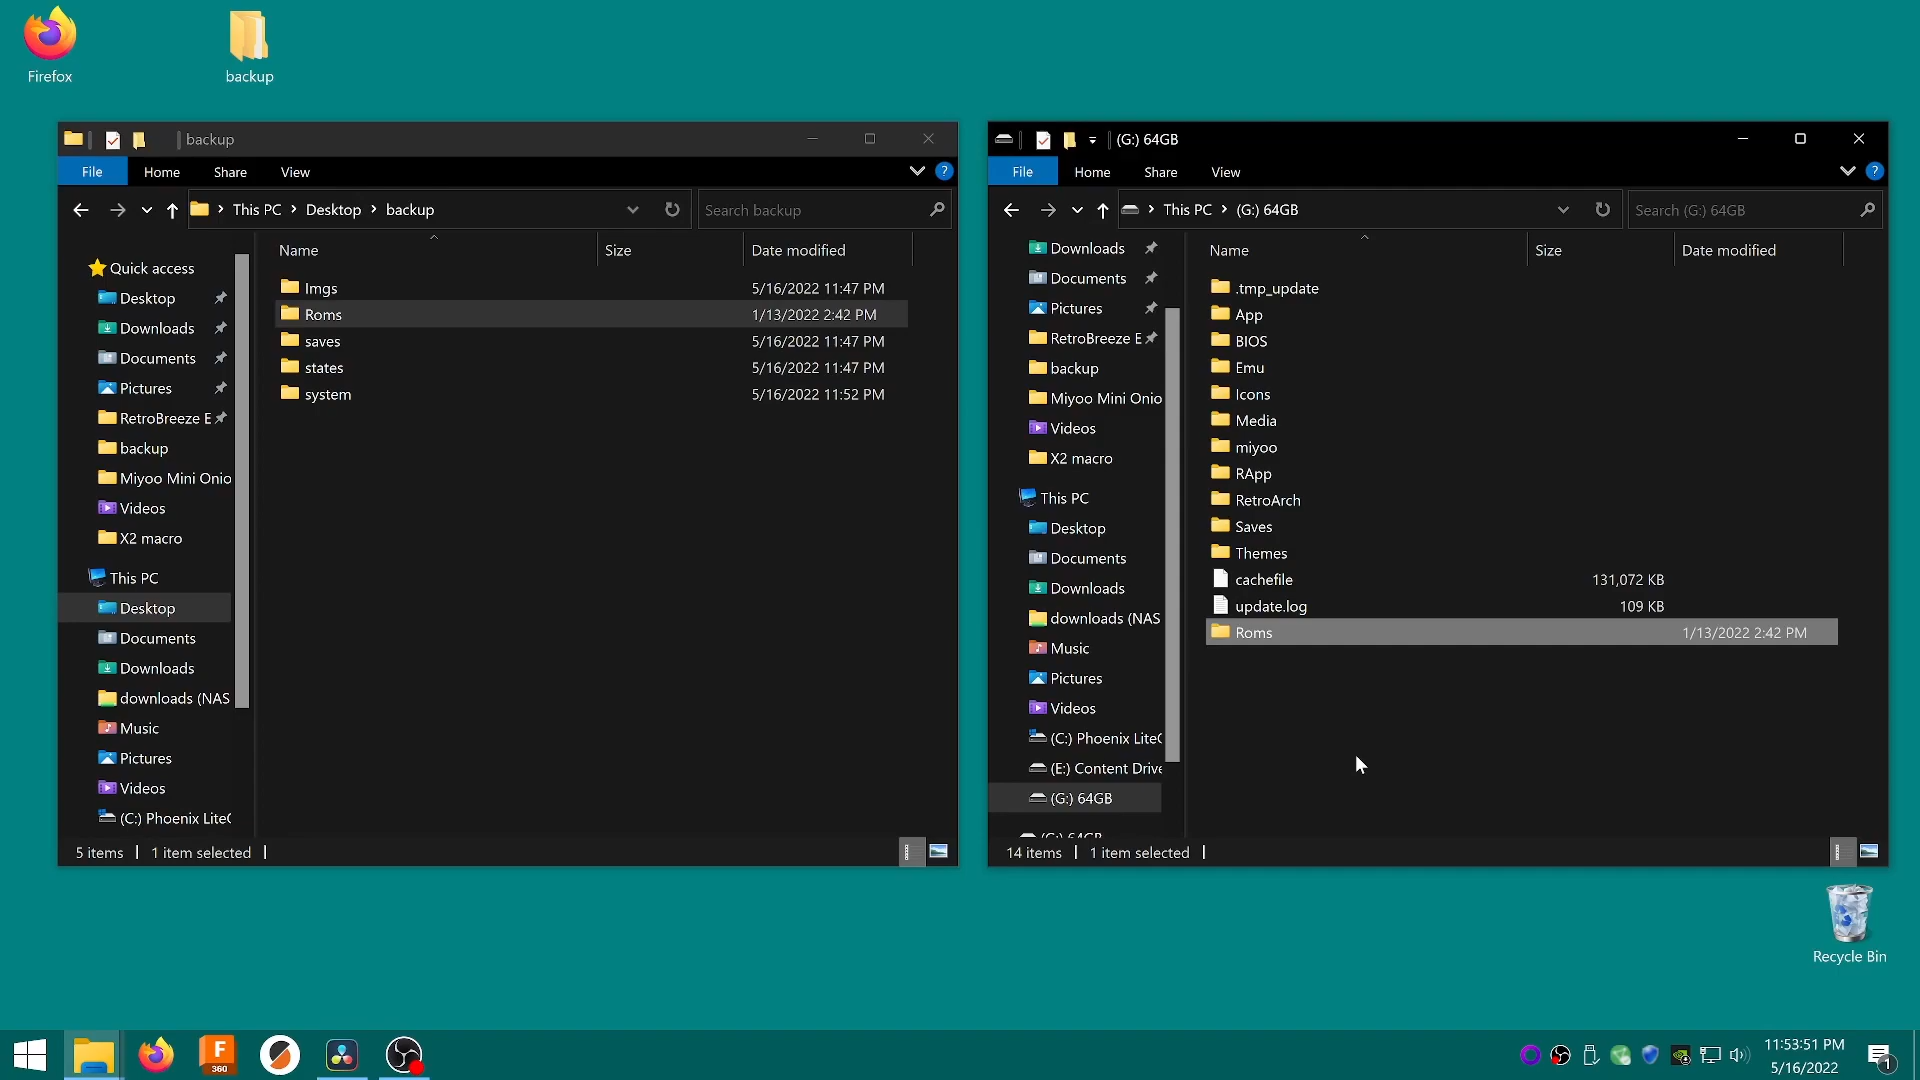 Firefox
backup
backup
File Home Share View
This PC Desktop backup
Search backup
Name Size Date modified
Quick access
Desktop
Downloads
Documents
Pictures
RetroBreeze E
backup
Miyoo Mini Onio
Videos
X2 macro
This PC
Desktop
Documents
Downloads
downloads (NAS
Music
Pictures
Videos
(C:) Phoenix Lite
Imgs 5/16/2022 11:47 PM
Roms 1/13/2022 2:42 PM
saves 5/16/2022 11:47 PM
states 5/16/2022 11:47 PM
system 5/16/2022 11:52 PM
5 items 1 item selected
(G:) 64GB
File Home Share View
This PC (G:) 64GB
Search (G:) 64GB
Name Size Date modified
Downloads
Documents
Pictures
RetroBreeze E
backup
Miyoo Mini Onio
Videos
X2 macro
This PC
Desktop
Documents
Downloads
downloads (NAS
Music
Pictures
Videos
(C:) Phoenix Lite
(E:) Content Drive
(G:) 64GB
(G:) 64GB
.tmp_update
App
BIOS
Emu
Icons
Media
miyoo
RApp
RetroArch
Saves
Themes
cachefile 131,072 KB
update.log 109 KB
Roms 1/13/2022 2:42 PM
14 items 1 item selected
Recycle Bin
F
360
11:53:51 PM
5/16/2022
1